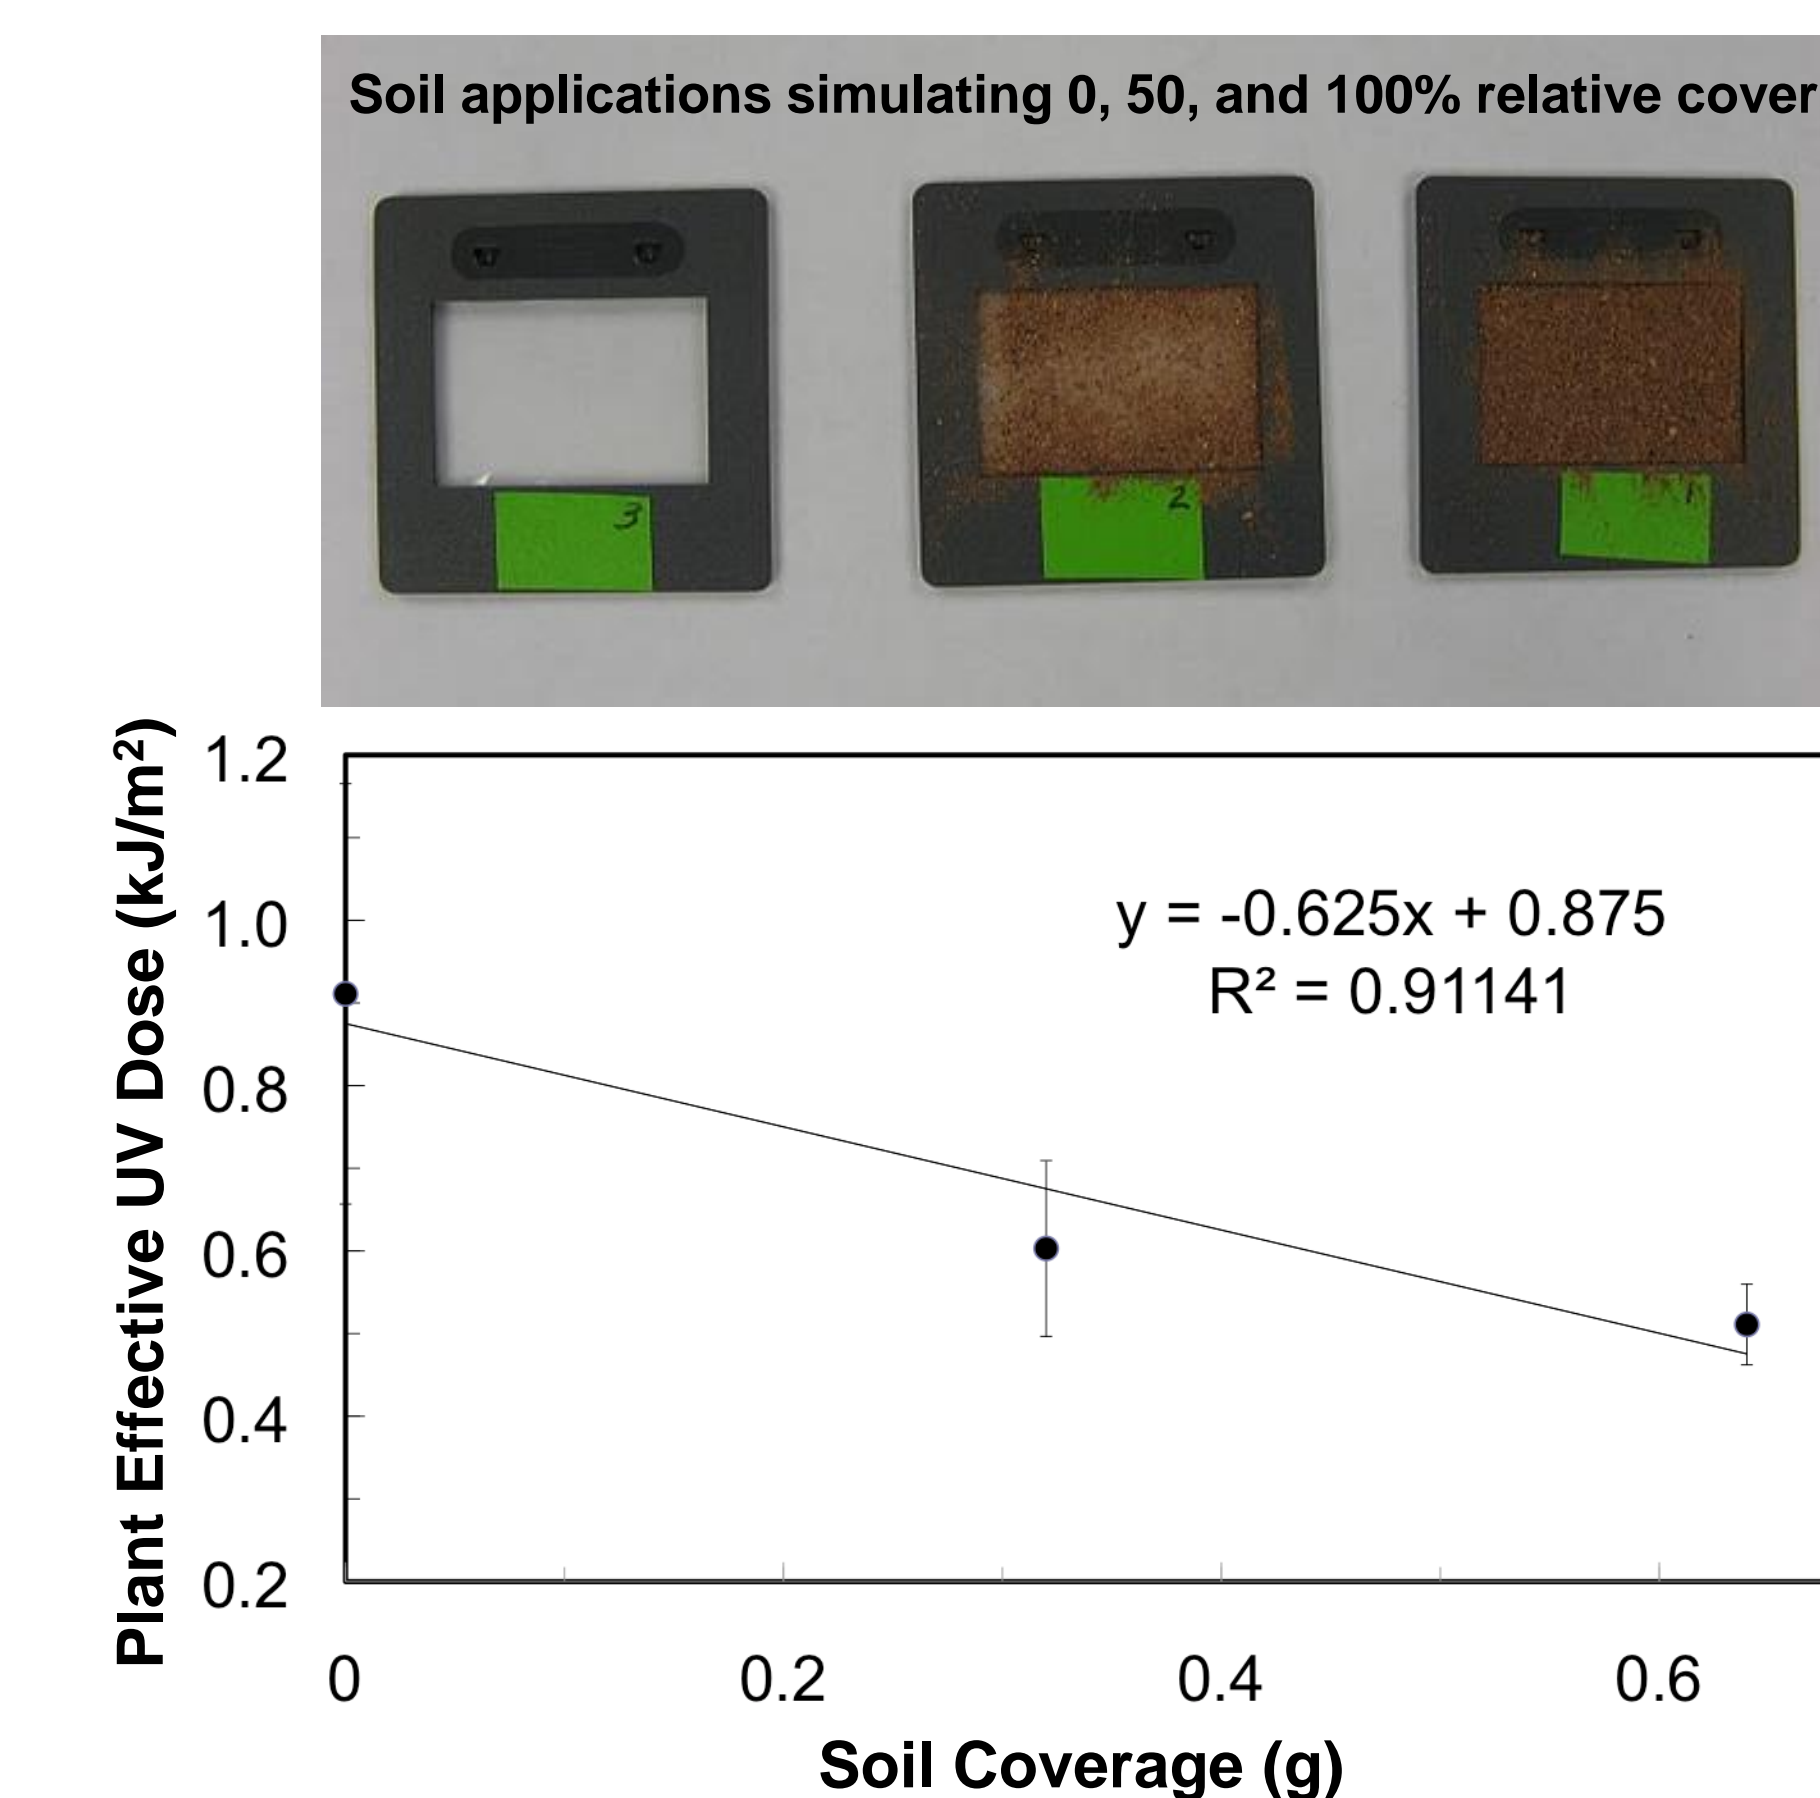 Soil applications simulating 0, 50, and 100% relative cover
3
2
1
Plant Effective UV Dose (kJ/m²)
1.2
1.0
0.8
0.6
0.4
0.2
y = -0.625x + 0.875
R² = 0.91141
0 0.2 0.4 0.6
Soil Coverage (g)